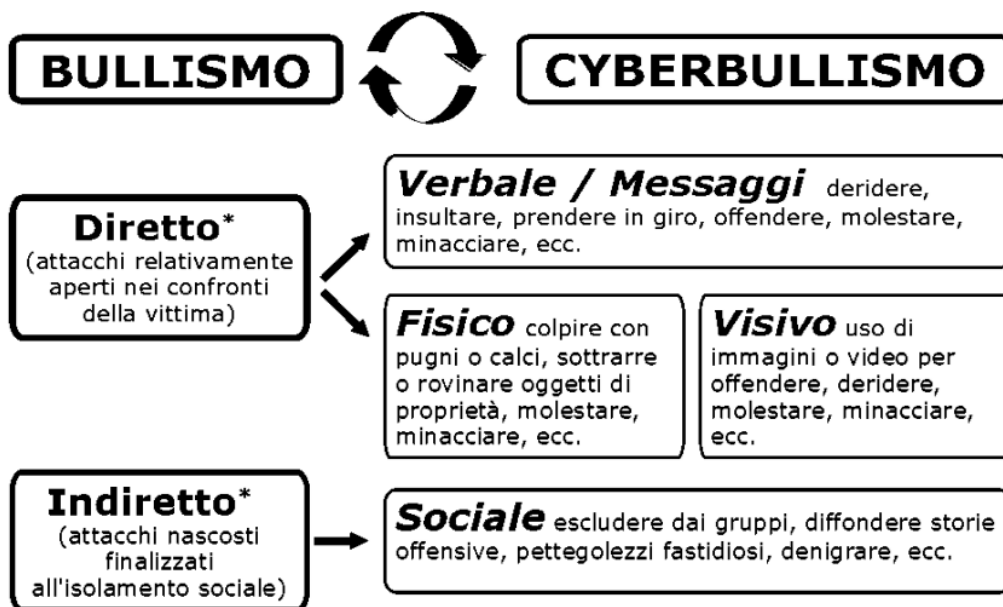 BULLISMO
CYBERBULLISMO
Diretto*
(attacchi relativamente
aperti nei confronti
della vittima)
Verbale / Messaggi deridere,
insultare, prendere in giro, offendere, molestare,
minacciare, ecc.
Fisico colpire con
pugni o calci, sottrarre
o rovinare oggetti di
proprietà, molestare,
minacciare, ecc.
Visivo uso di
immagini o video per
offendere, deridere,
molestare, minacciare,
ecc.
Indiretto*
(attacchi nascosti
finalizzati
all'isolamento sociale)
Sociale escludere dai gruppi, diffondere storie
offensive, pettegolezzi fastidiosi, denigrare, ecc.